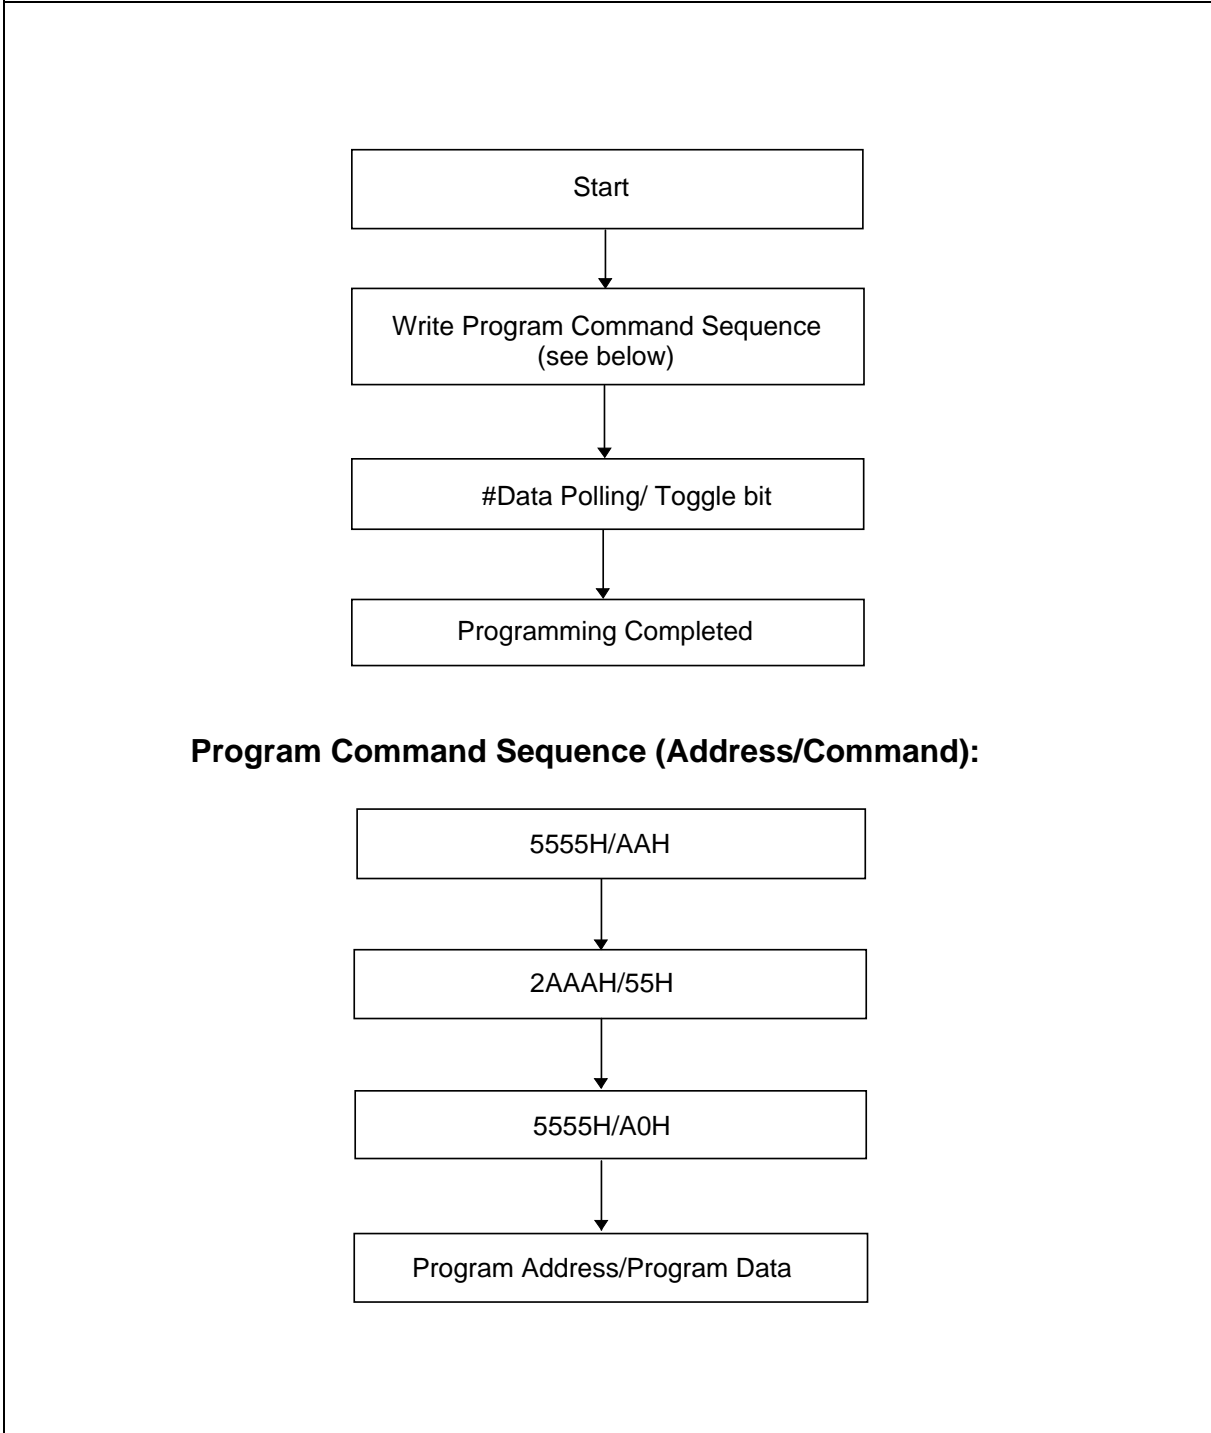 Start
Write Program Command Sequence
(see below)
#Data Polling/ Toggle bit
Programming Completed
Program Command Sequence (Address/Command):
5555H/AAH
2AAAH/55H
5555H/A0H
Program Address/Program Data